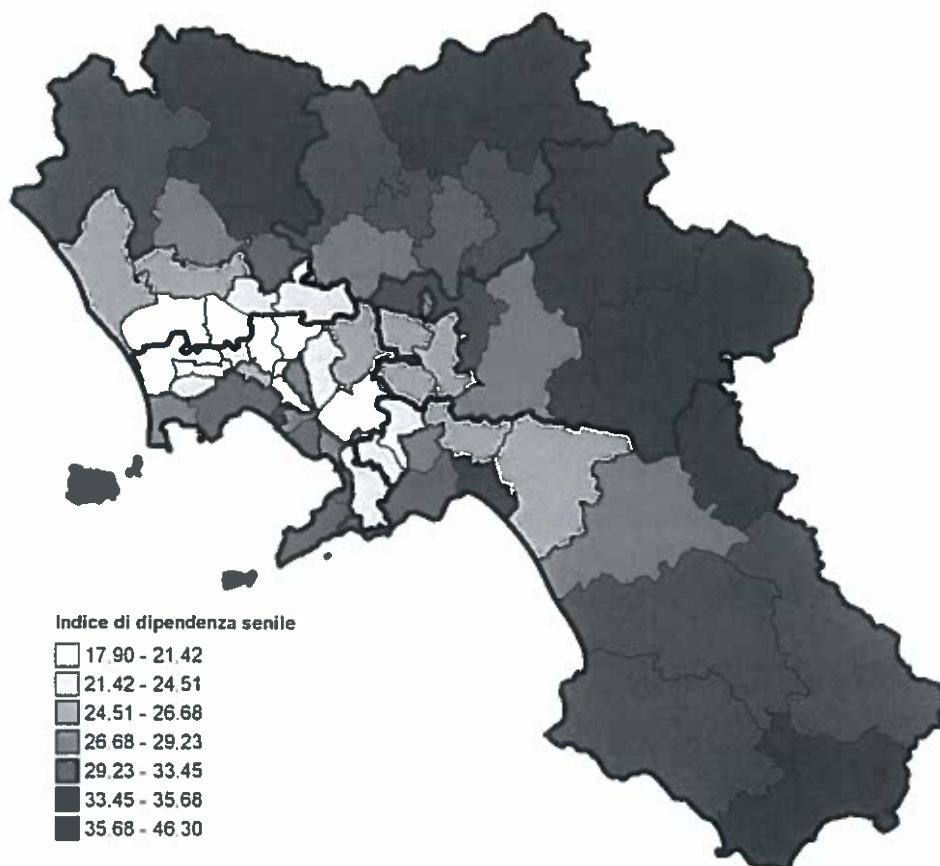 Indice di dipendenza senile
17.90 - 21.42
21.42 - 24.51
24.51 - 26.68
26.68 - 29.23
29.23 - 33.45
33.45 - 35.68
35.68 - 46.30